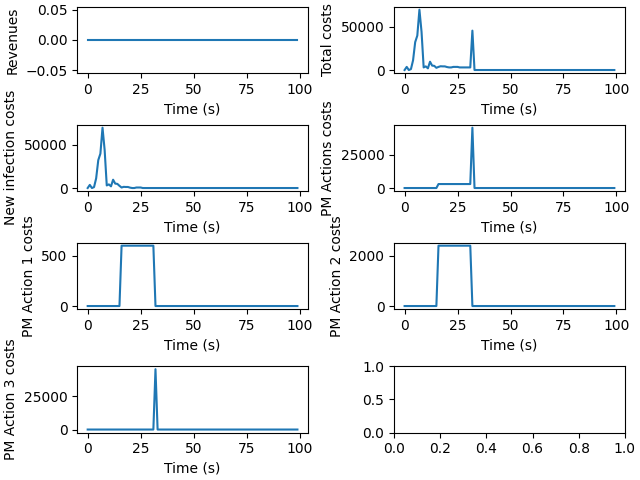 Revenues
0.05
0.00
−0.05
0 25 50 75 100
Time (s)
Total costs
50000
0
0 25 50 75 100
Time (s)
New infection costs
50000
0
0 25 50 75 100
Time (s)
PM Actions costs
25000
0
0 25 50 75 100
Time (s)
PM Action 1 costs
500
0
0 25 50 75 100
Time (s)
PM Action 2 costs
2000
0
0 25 50 75 100
Time (s)
PM Action 3 costs
25000
0
0 25 50 75 100
Time (s)
1.0
0.5
0.0
0.0 0.2 0.4 0.6 0.8 1.0